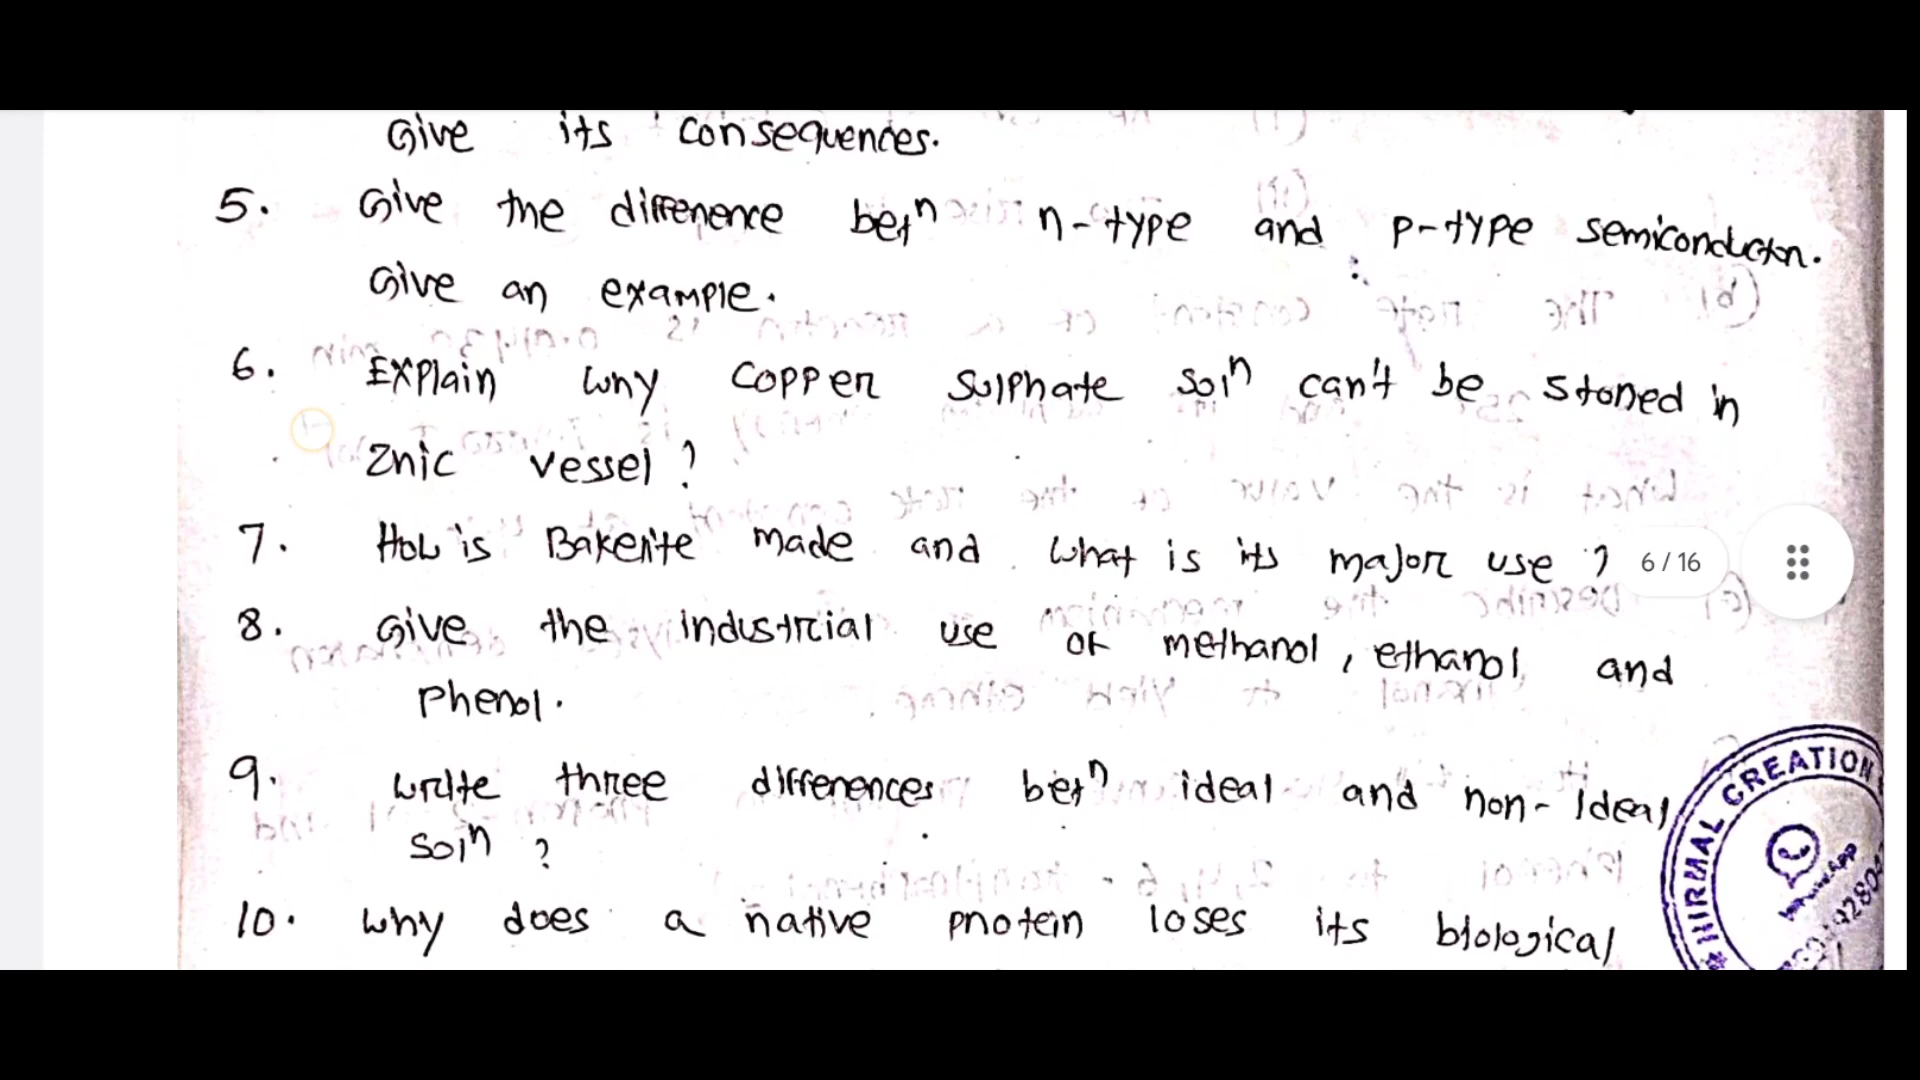 Give its consequences.
5. Give the difference betn n-type and p-type semiconductor.
Give an example.
6. Explain why copper sulphate soln can't be stored in
Znic vessel ?
7. How is Bakelite made and what is its major use ?
6 / 16
8. Give the industrial use of methanol, ethanol and
phenol.
9. write three differences betn ideal and non-ideal
soln ?
10. why does a native protein loses its biological
NIRMAL CREATION
WhatsApp